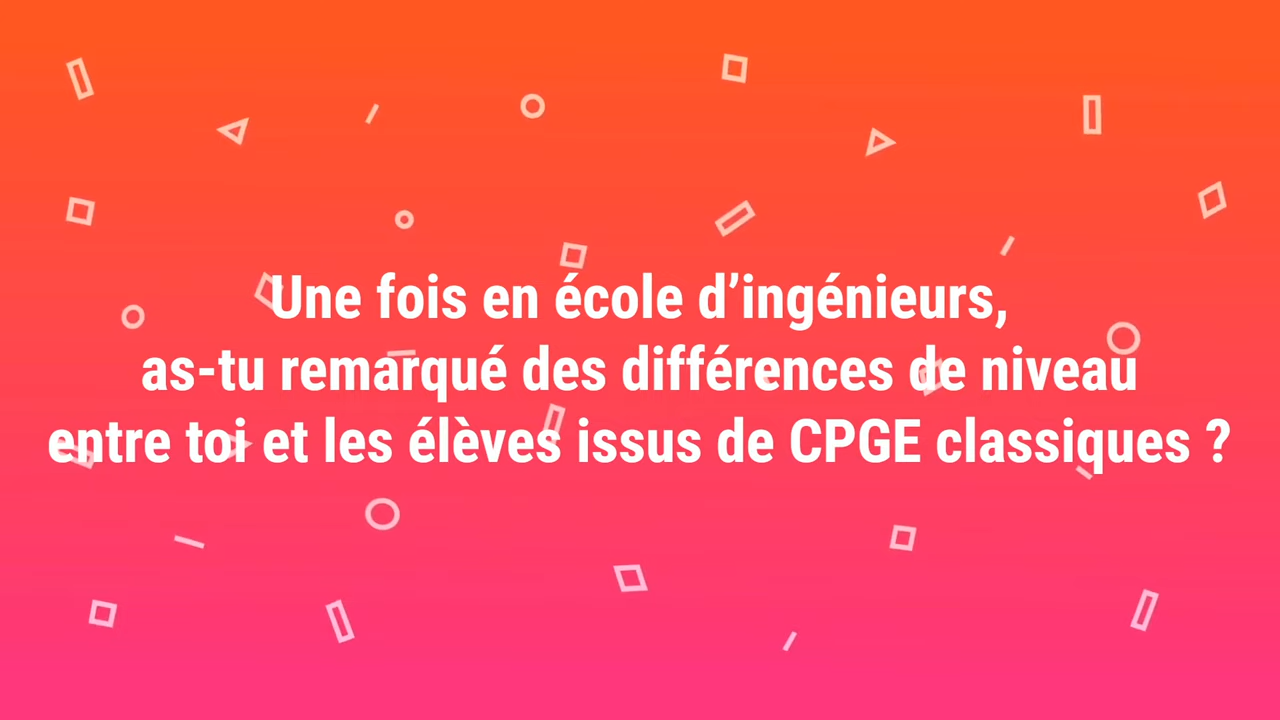 Une fois en école d’ingénieurs,
as-tu remarqué des différences de niveau
entre toi et les élèves issus de CPGE classiques ?